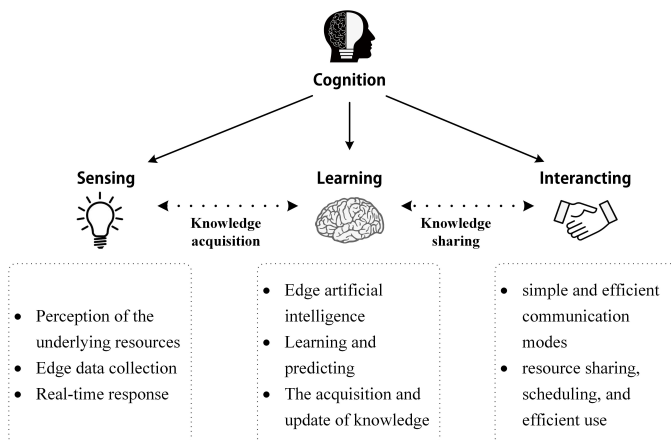 Cognition
Sensing
Learning
Interancting
Knowledge
acquisition
Knowledge
sharing
• Perception of the
underlying resources
• Edge data collection
• Real-time response
• Edge artificial
intelligence
• Learning and
predicting
• The acquisition and
update of knowledge
• simple and efficient
communication
modes
• resource sharing,
scheduling, and
efficient use